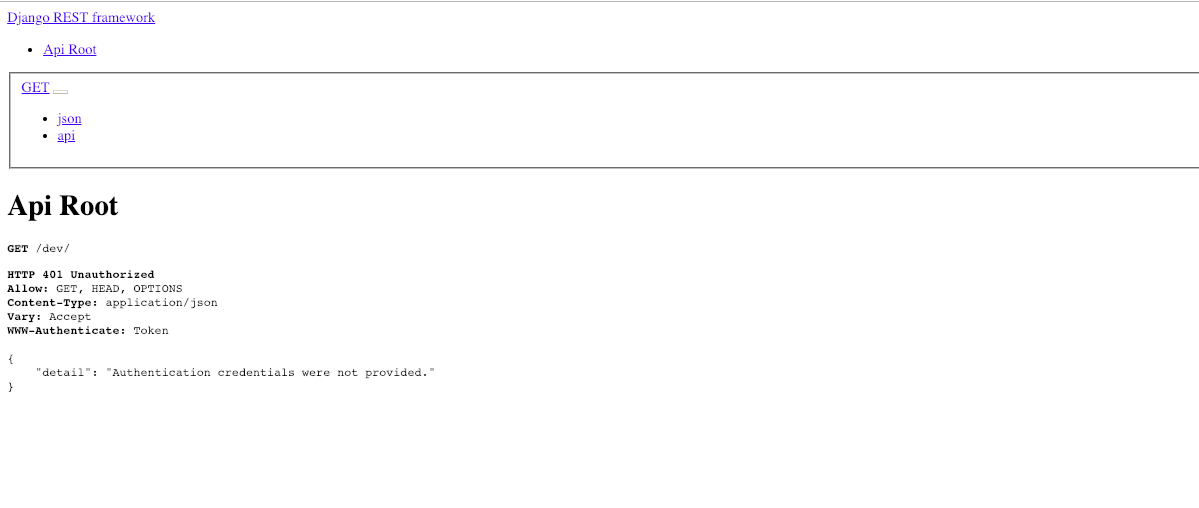 Django REST framework
Api Root
GET
json
api
Api Root
GET /dev/
HTTP 401 Unauthorized
Allow: GET, HEAD, OPTIONS
Content-Type: application/json
Vary: Accept
WWW-Authenticate: Token
{
    "detail": "Authentication credentials were not provided."
}